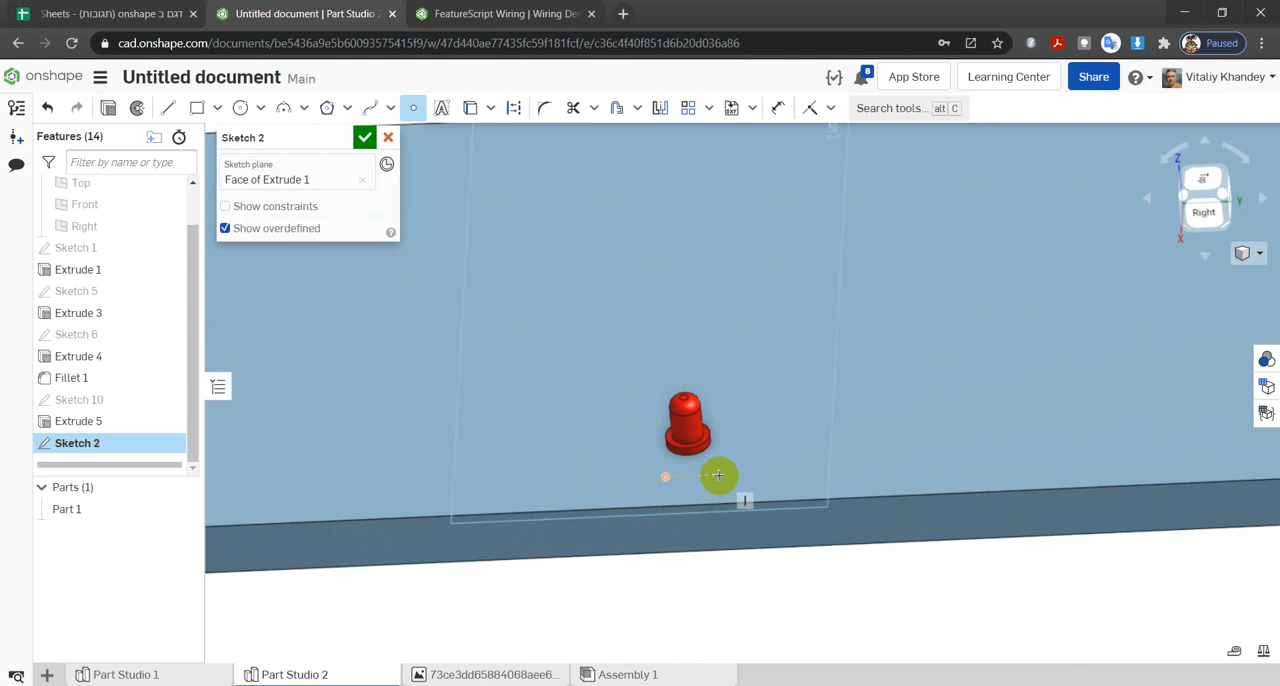 Sheets - onshape דגם ב (תגובות)
Untitled document | Part Studio 2
FeatureScript Wiring | Wiring De
cad.onshape.com/documents/be5436a9e5b60093575415f9/w/47d440ae77435fc59f181fcf/e/c36c4f40f851d6b20d036a86
Paused
onshape
Untitled document Main
8
App Store
Learning Center
Share
Vitaliy Khandey
Search tools... alt C
Features (14)
Filter by name or type
Top
Front
Right
Sketch 1
Extrude 1
Sketch 5
Extrude 3
Sketch 6
Extrude 4
Fillet 1
Sketch 10
Extrude 5
Sketch 2
Parts (1)
Part 1
Sketch 2
Sketch plane
Face of Extrude 1
Show constraints
Show overdefined
Z
Y
Right
X
Part Studio 1
Part Studio 2
73ce3dd65884068aee6...
Assembly 1